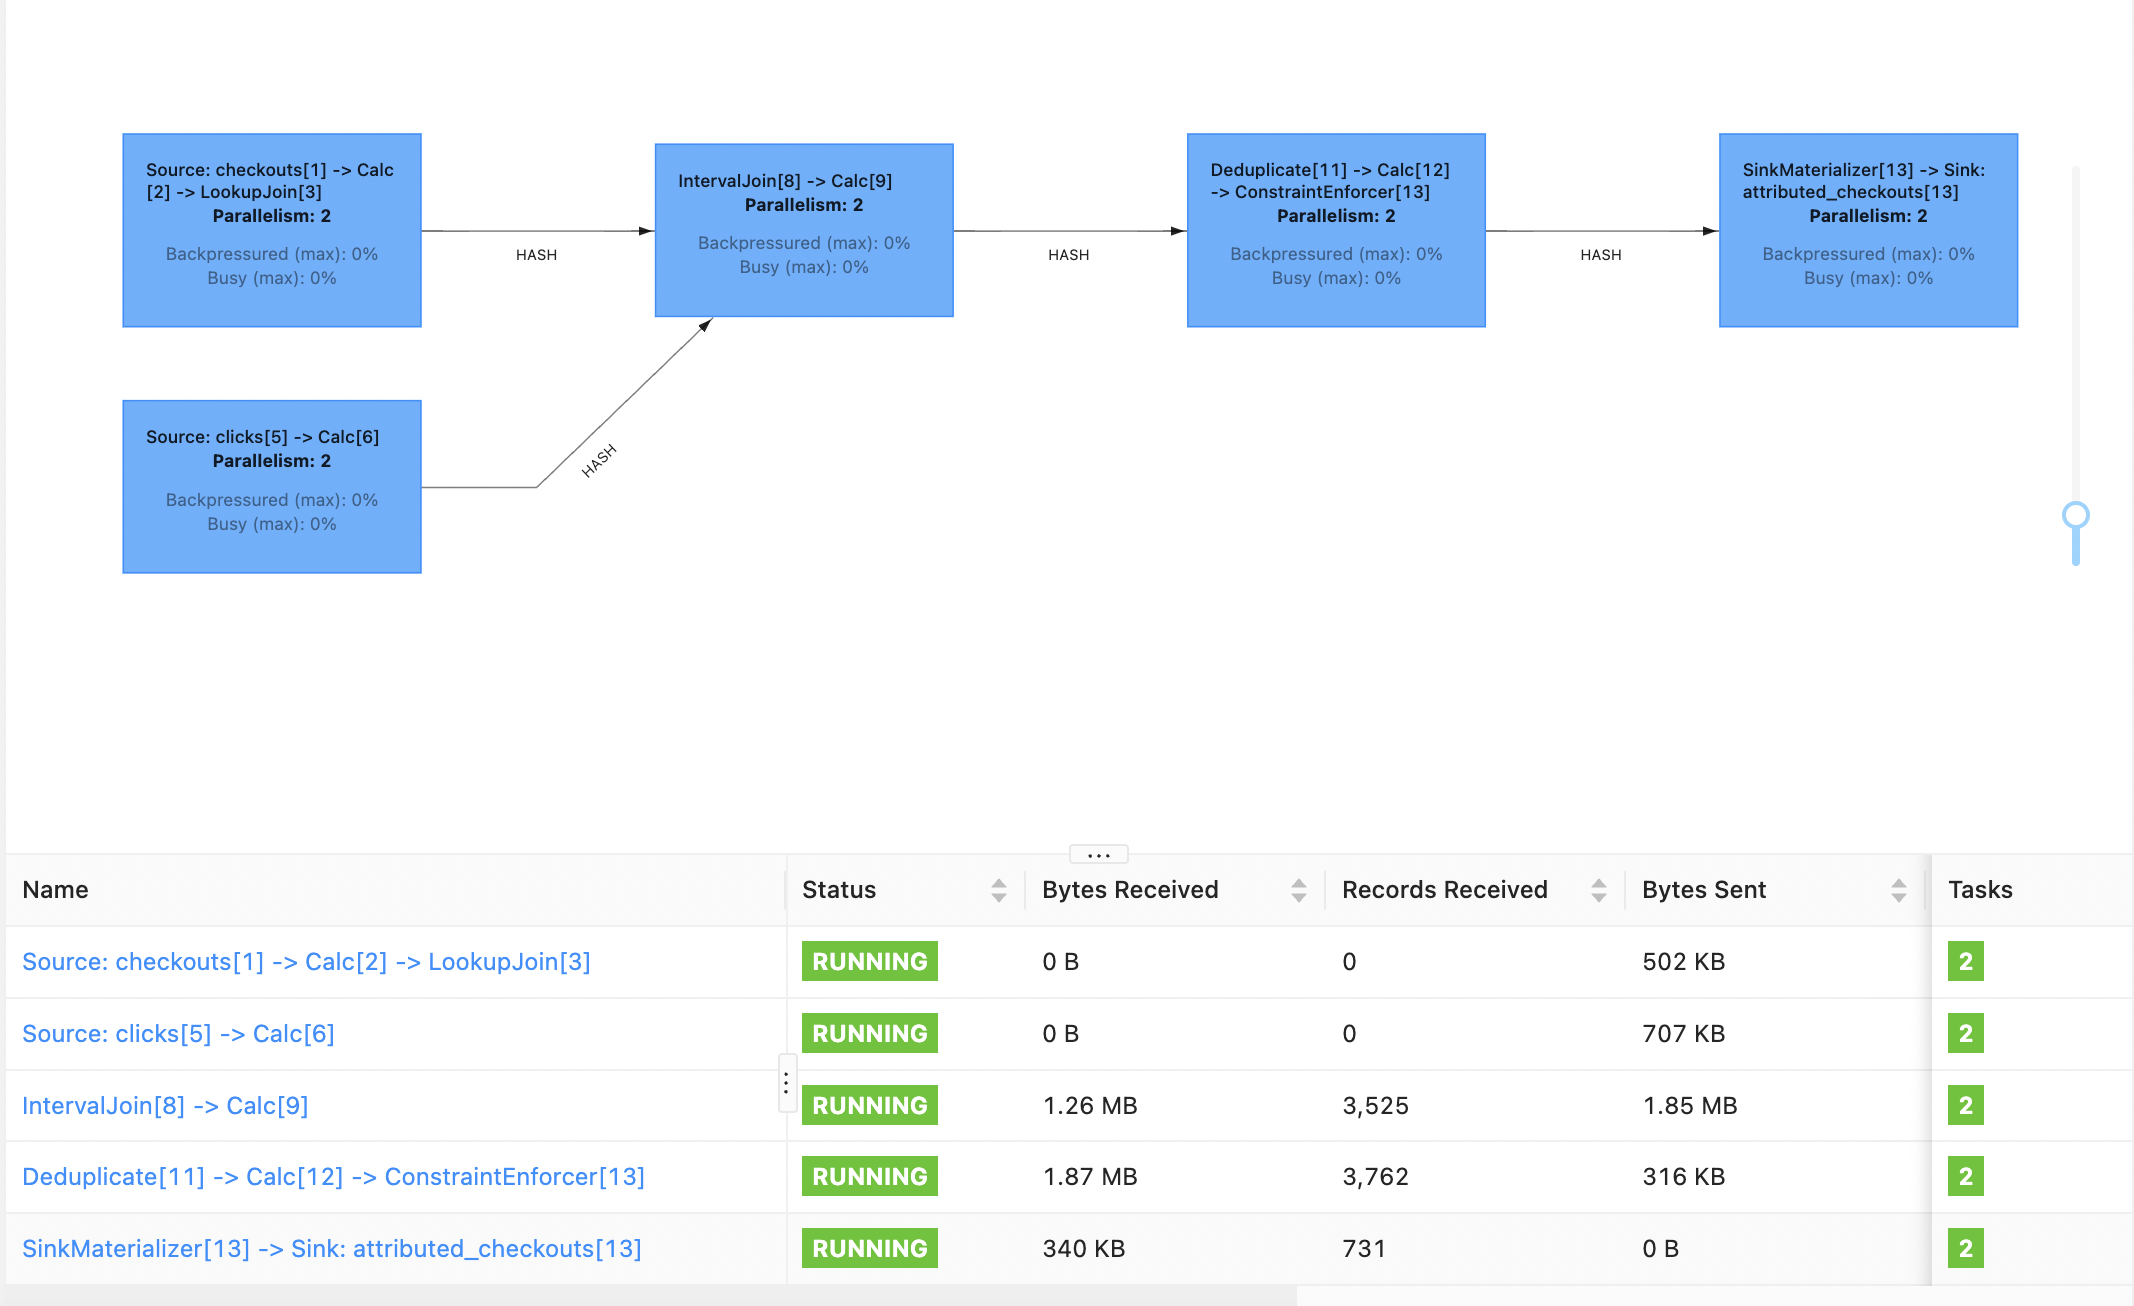 Source: checkouts[1] -> Calc
[2] -> LookupJoin[3]
Parallelism: 2
Backpressured (max): 0%
Busy (max): 0%
HASH
IntervalJoin[8] -> Calc[9]
Parallelism: 2
Backpressured (max): 0%
Busy (max): 0%
HASH
Deduplicate[11] -> Calc[12]
-> ConstraintEnforcer[13]
Parallelism: 2
Backpressured (max): 0%
Busy (max): 0%
HASH
SinkMaterializer[13] -> Sink:
attributed_checkouts[13]
Parallelism: 2
Backpressured (max): 0%
Busy (max): 0%
Source: clicks[5] -> Calc[6]
Parallelism: 2
Backpressured (max): 0%
Busy (max): 0%
HASH
Name Status Bytes Received Records Received Bytes Sent Tasks
Source: checkouts[1] -> Calc[2] -> LookupJoin[3] RUNNING 0 B 0 502 KB 2
Source: clicks[5] -> Calc[6] RUNNING 0 B 0 707 KB 2
IntervalJoin[8] -> Calc[9] RUNNING 1.26 MB 3,525 1.85 MB 2
Deduplicate[11] -> Calc[12] -> ConstraintEnforcer[13] RUNNING 1.87 MB 3,762 316 KB 2
SinkMaterializer[13] -> Sink: attributed_checkouts[13] RUNNING 340 KB 731 0 B 2